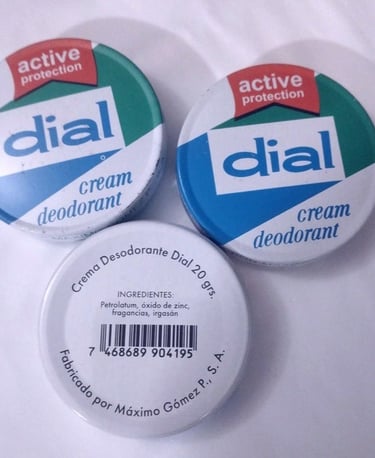 active
protection
dial
cream
deodorant
active
protection
dial
cream
deodorant
Crema Desodorante Dial 20 grs.
INGREDIENTES:
Petrolatum, óxido de zinc,
fragancias, irgasán
7 468689 904195
Fabricado por Máximo Gómez P., S. A.